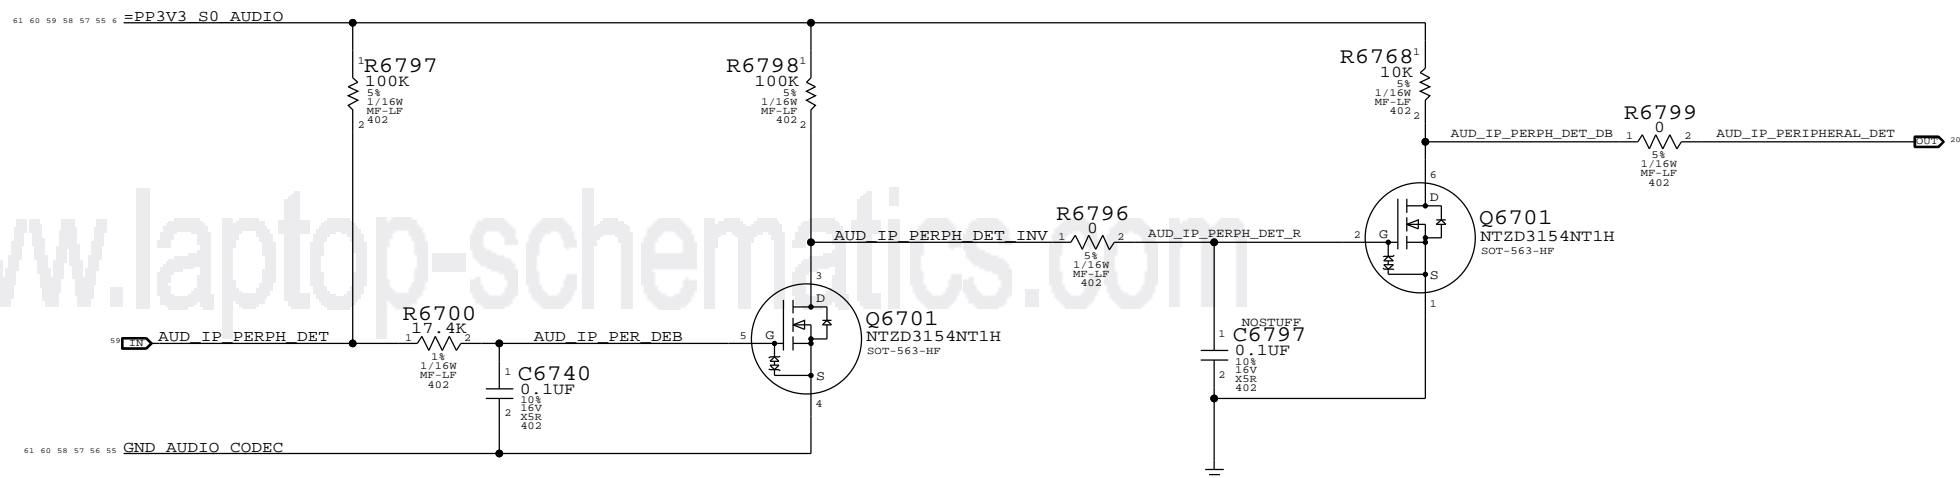 61 60 59 58 57 55 6 =PP3V3_S0_AUDIO
1 R6797
100K
5%
1/16W
MF-LF
402
2
R6798 1
100K
5%
1/16W
MF-LF
402
2
R6768 1
10K
5%
1/16W
MF-LF
402
2
AUD_IP_PERPH_DET_DB
R6799
1 0 2
5%
1/16W
MF-LF
402
AUD_IP_PERIPHERAL_DET
OUT 20
www.laptop-schematics.com
AUD_IP_PERPH_DET_INV
R6796
1 0 2
5%
1/16W
MF-LF
402
AUD_IP_PERPH_DET_R
6
D
2 G
S
1
Q6701
NTZD3154NT1H
SOT-563-HF
59 IN AUD_IP_PERPH_DET
R6700
17.4K
1 2
1%
1/16W
MF-LF
402
AUD_IP_PER_DEB
3
D
5 G
S
4
Q6701
NTZD3154NT1H
SOT-563-HF
1 C6740
0.1UF
10%
16V
X5R
402
2
NOSTUFF
1 C6797
0.1UF
10%
16V
X5R
402
2
61 60 58 57 56 55 GND_AUDIO_CODEC